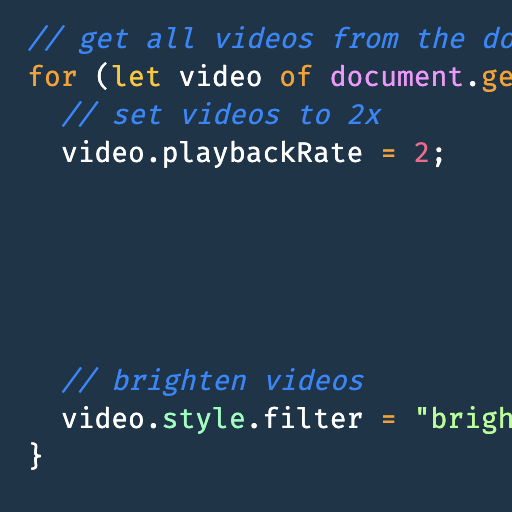 // get all videos from the do
for (let video of document.ge
// set videos to 2x
video.playbackRate = 2;
// brighten videos
video.style.filter = "brigh
}